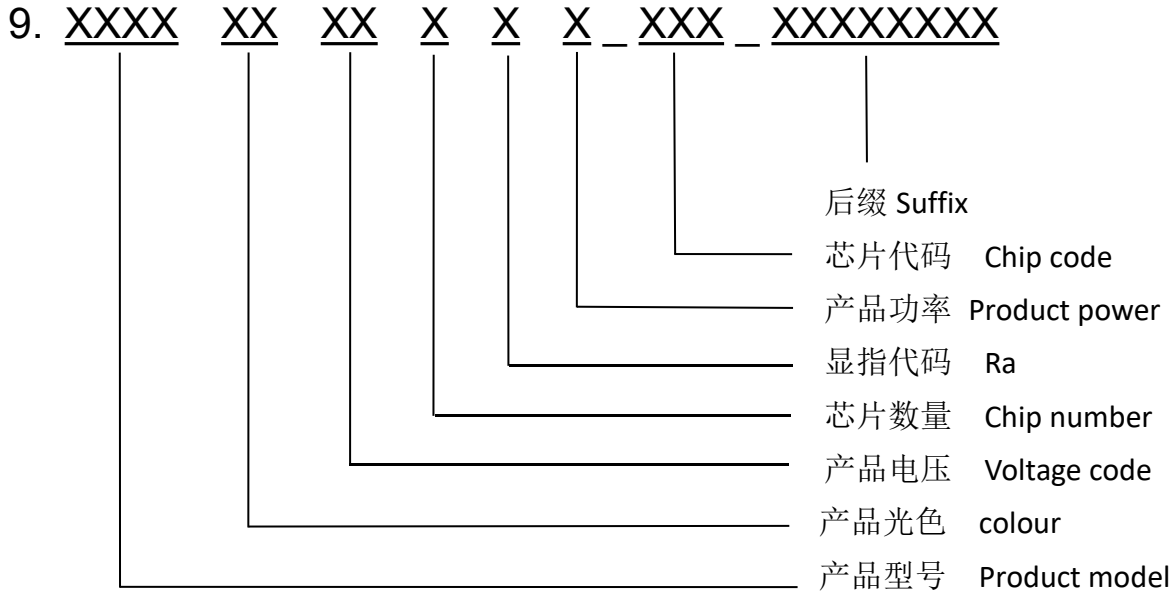 9. XXXX XX XX X X X _ XXX _ XXXXXXXX
后缀 Suffix
芯片代码 Chip code
产品功率 Product power
显指代码 Ra
芯片数量 Chip number
产品电压 Voltage code
产品光色 colour
产品型号 Product model